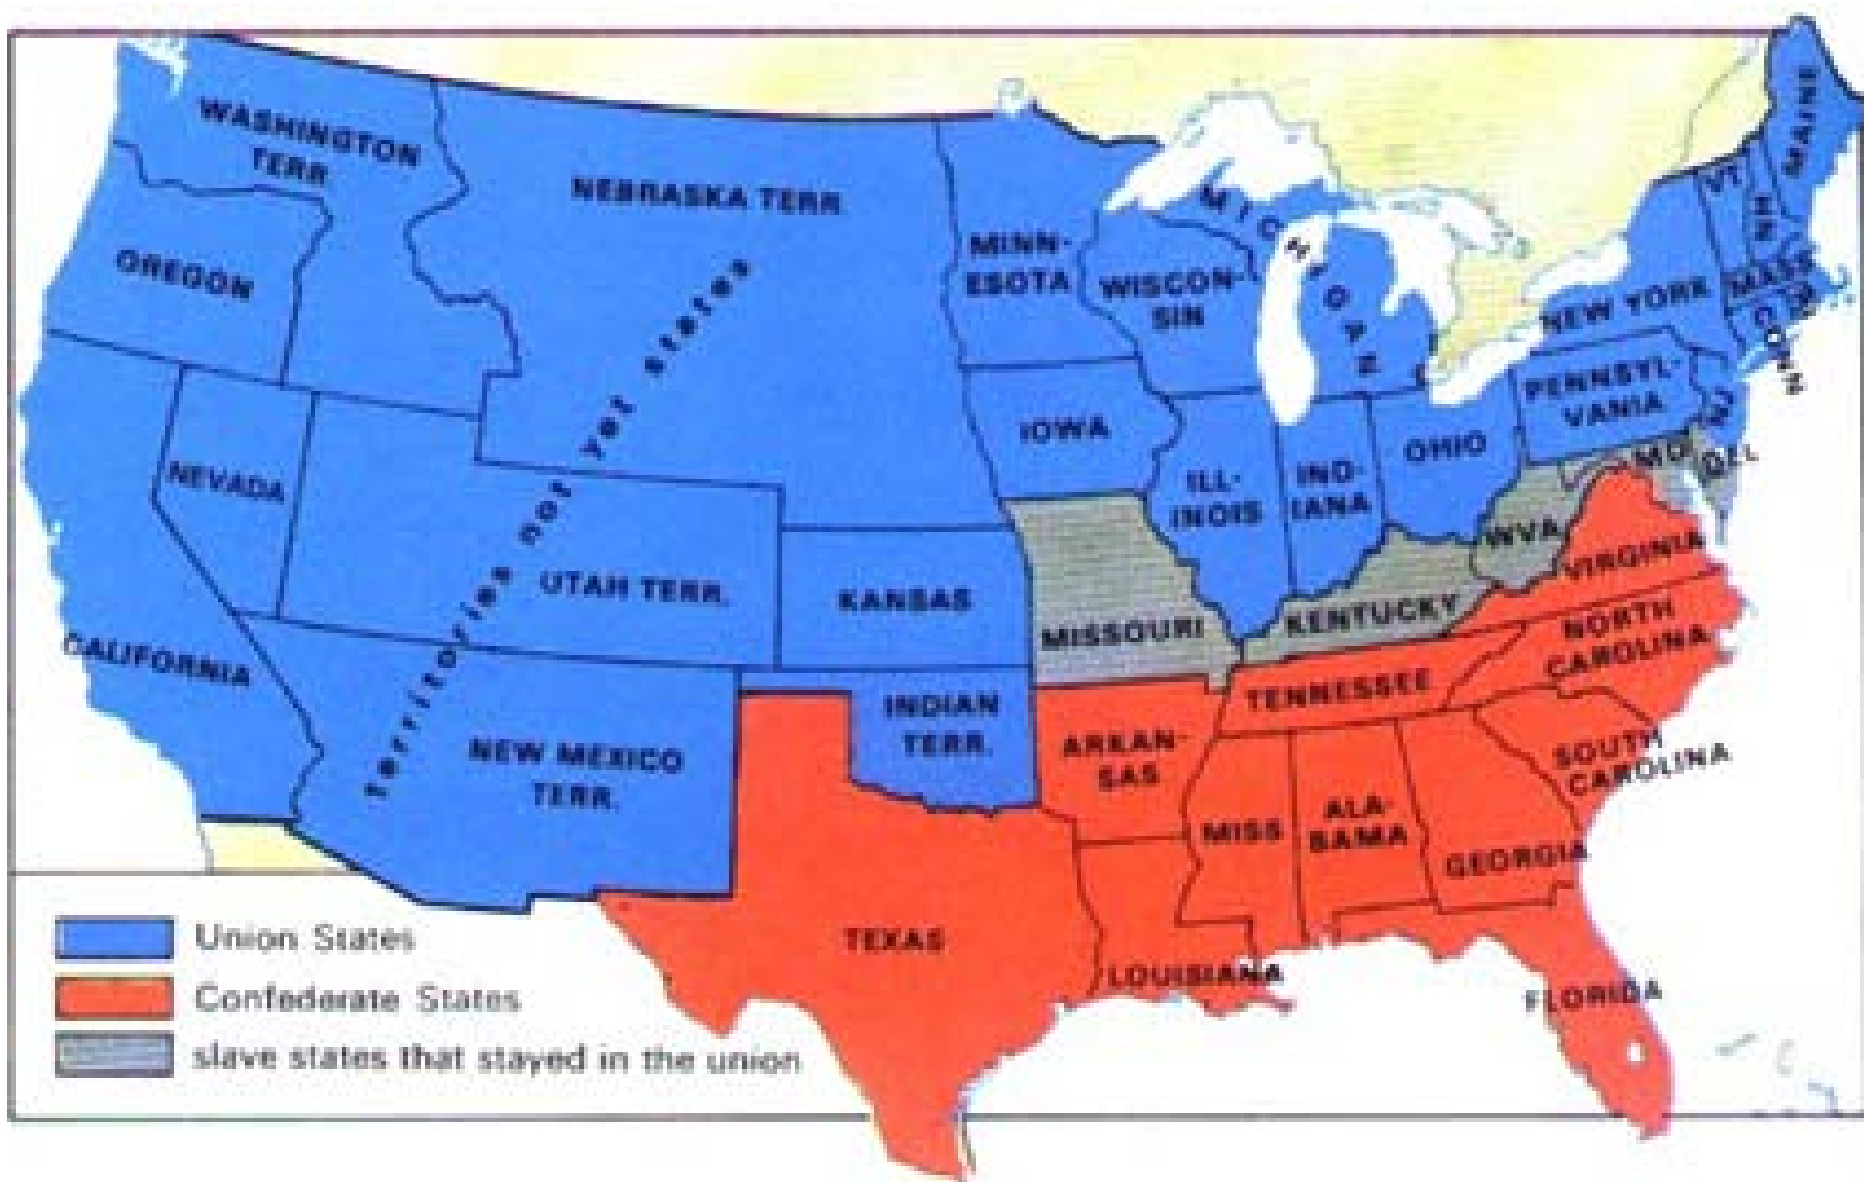 WASHINGTON
TERR
NEBRASKA TERR.
OREGON
MINN-
ESOTA
WISCON-
SIN
MICHIGAN
MAINE
VT
NH
MASS
RI
CONN
NEW YORK
PENNSYL-
VANIA
NJ
MD
DEL
IOWA
ILL-
INOIS
IND-
IANA
OHIO
WVA
VIRGINIA
NEVADA
UTAH TERR.
KANSAS
MISSOURI
KENTUCKY
NORTH
CAROLINA
CALIFORNIA
territories not yet states
NEW MEXICO
TERR.
INDIAN
TERR.
TENNESSEE
ARKAN-
SAS
SOUTH
CAROLINA
MISS
ALA-
BAMA
GEORGIA
TEXAS
LOUISIANA
FLORIDA
Union States
Confederate States
slave states that stayed in the union